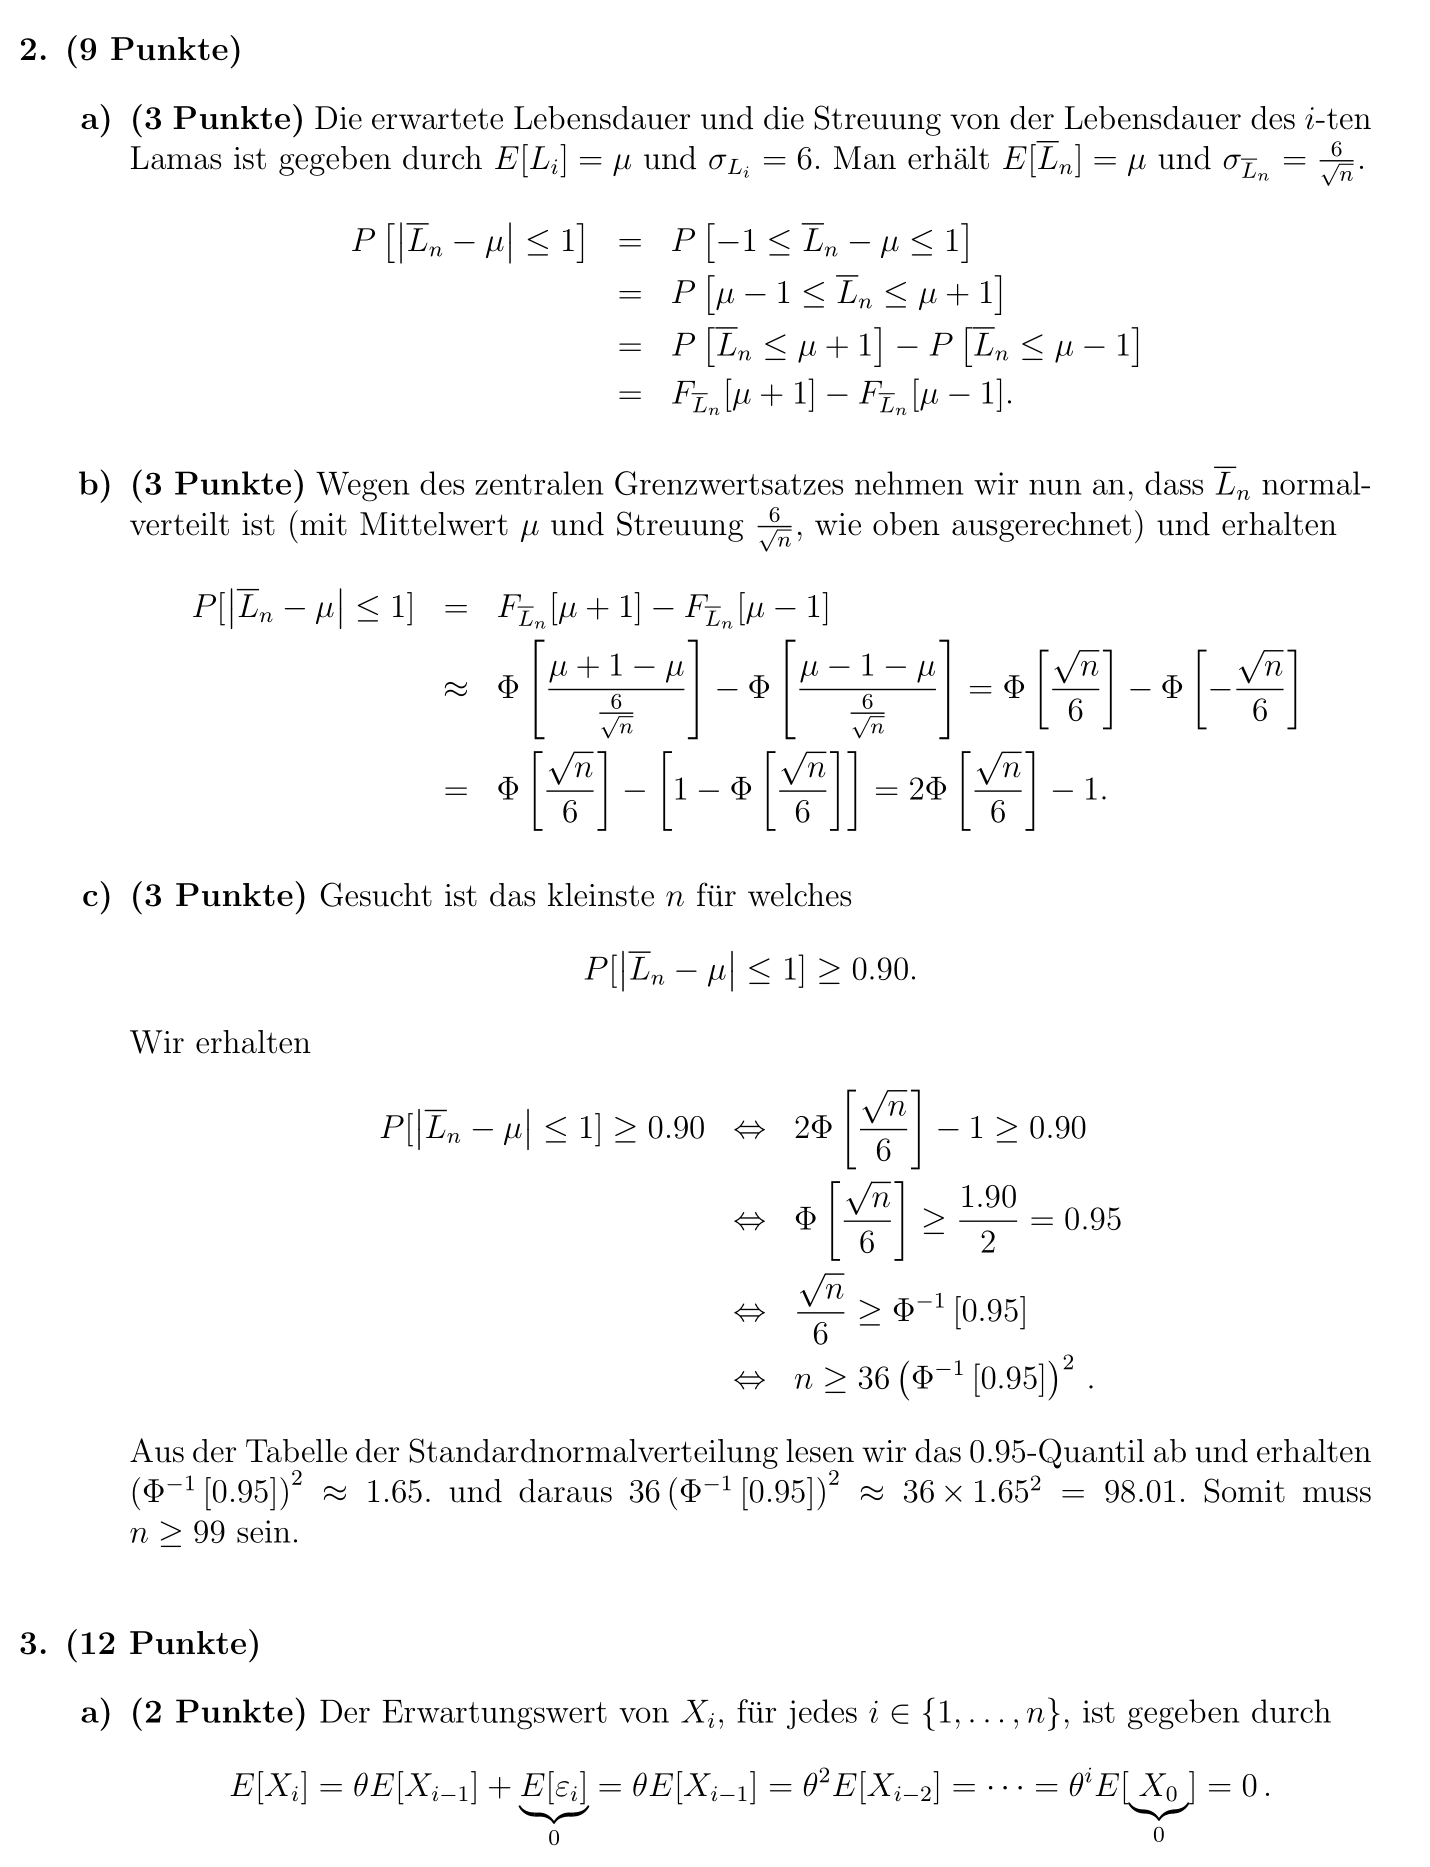 2. (9 Punkte)
a) (3 Punkte) Die erwartete Lebensdauer und die Streuung von der Lebensdauer des i-ten
Lamas ist gegeben durch $E[L_i] = \mu$ und $\sigma_{L_i} = 6$. Man erhält $E[\overline{L}_n] = \mu$ und $\sigma_{\overline{L}_n} = \frac{6}{\sqrt{n}}$.
$P\left[\left|\overline{L}_n - \mu\right| \leq 1\right] = P\left[-1 \leq \overline{L}_n - \mu \leq 1\right]$
$= P\left[\mu - 1 \leq \overline{L}_n \leq \mu + 1\right]$
$= P\left[\overline{L}_n \leq \mu + 1\right] - P\left[\overline{L}_n \leq \mu - 1\right]$
$= F_{\overline{L}_n}[\mu + 1] - F_{\overline{L}_n}[\mu - 1].$
b) (3 Punkte) Wegen des zentralen Grenzwertsatzes nehmen wir nun an, dass $\overline{L}_n$ normal-
verteilt ist (mit Mittelwert $\mu$ und Streuung $\frac{6}{\sqrt{n}}$, wie oben ausgerechnet) und erhalten
$P[\left|\overline{L}_n - \mu\right| \leq 1] = F_{\overline{L}_n}[\mu + 1] - F_{\overline{L}_n}[\mu - 1]$
$\approx \Phi\left[\frac{\mu + 1 - \mu}{\frac{6}{\sqrt{n}}}\right] - \Phi\left[\frac{\mu - 1 - \mu}{\frac{6}{\sqrt{n}}}\right] = \Phi\left[\frac{\sqrt{n}}{6}\right] - \Phi\left[-\frac{\sqrt{n}}{6}\right]$
$= \Phi\left[\frac{\sqrt{n}}{6}\right] - \left[1 - \Phi\left[\frac{\sqrt{n}}{6}\right]\right] = 2\Phi\left[\frac{\sqrt{n}}{6}\right] - 1.$
c) (3 Punkte) Gesucht ist das kleinste $n$ für welches
$P[\left|\overline{L}_n - \mu\right| \leq 1] \geq 0.90.$
Wir erhalten
$P[\left|\overline{L}_n - \mu\right| \leq 1] \geq 0.90 \Leftrightarrow 2\Phi\left[\frac{\sqrt{n}}{6}\right] - 1 \geq 0.90$
$\Leftrightarrow \Phi\left[\frac{\sqrt{n}}{6}\right] \geq \frac{1.90}{2} = 0.95$
$\Leftrightarrow \frac{\sqrt{n}}{6} \geq \Phi^{-1}[0.95]$
$\Leftrightarrow n \geq 36\left(\Phi^{-1}[0.95]\right)^2.$
Aus der Tabelle der Standardnormalverteilung lesen wir das 0.95-Quantil ab und erhalten
$\left(\Phi^{-1}[0.95]\right)^2 \approx 1.65.$ und daraus $36\left(\Phi^{-1}[0.95]\right)^2 \approx 36 \times 1.65^2 = 98.01$. Somit muss
$n \geq 99$ sein.
3. (12 Punkte)
a) (2 Punkte) Der Erwartungswert von $X_i$, für jedes $i \in \{1, \ldots, n\}$, ist gegeben durch
$E[X_i] = \theta E[X_{i-1}] + \underbrace{E[\varepsilon_i]}_{0} = \theta E[X_{i-1}] = \theta^2 E[X_{i-2}] = \cdots = \theta^i E[\underbrace{X_0}_{0}] = 0.$